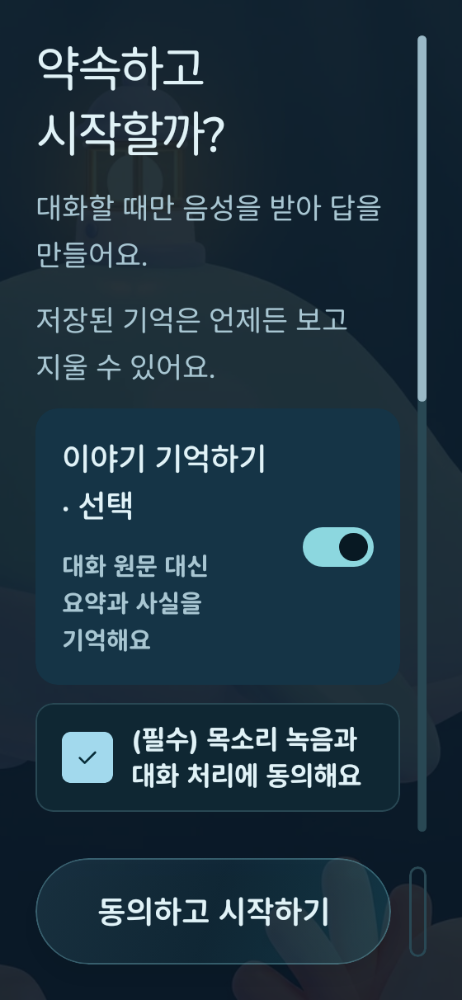 약속하고
시작할까?
대화할 때만 음성을 받아 답을
만들어요.
저장된 기억은 언제든 보고
지울 수 있어요.
이야기 기억하기
· 선택
대화 원문 대신
요약과 사실을
기억해요
(필수) 목소리 녹음과
대화 처리에 동의해요
동의하고 시작하기